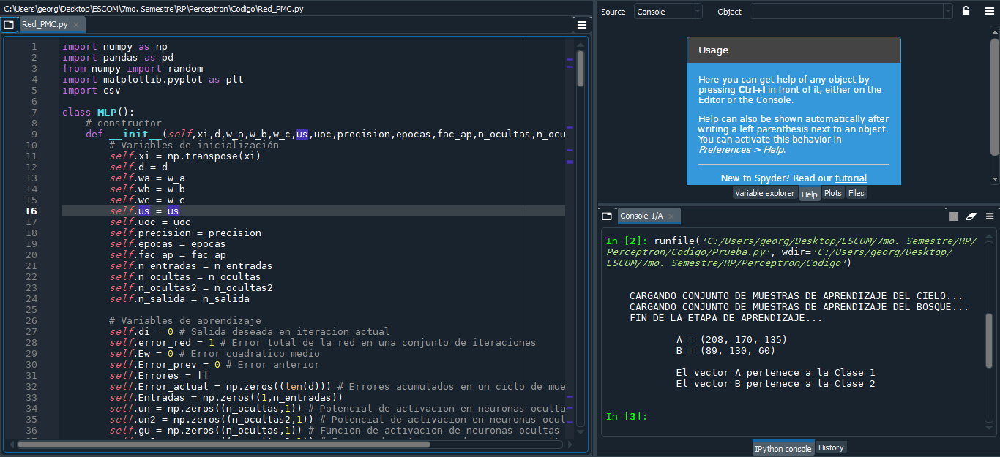 C:\Users\georg\Desktop\ESCOM\7mo. Semestre\RP\Perceptron\Codigo\Red_PMC.py
Red_PMC.py
1 import numpy as np
2 import pandas as pd
3 from numpy import random
4 import matplotlib.pyplot as plt
5 import csv
6
7 class MLP():
8 # constructor
9 def __init__(self,xi,d,w_a,w_b,w_c,us,uoc,precision,epocas,fac_ap,n_ocultas,n_ocu
10 # Variables de inicialización
11 self.xi = np.transpose(xi)
12 self.d = d
13 self.wa = w_a
14 self.wb = w_b
15 self.wc = w_c
16 self.us = us
17 self.uoc = uoc
18 self.precision = precision
19 self.epocas = epocas
20 self.fac_ap = fac_ap
21 self.n_entradas = n_entradas
22 self.n_ocultas = n_ocultas
23 self.n_ocultas2 = n_ocultas2
24 self.n_salida = n_salida
25
26 # Variables de aprendizaje
27 self.di = 0 # Salida deseada en iteracion actual
28 self.error_red = 1 # Error total de la red en una conjunto de iteraciones
29 self.Ew = 0 # Error cuadratico medio
30 self.Error_prev = 0 # Error anterior
31 self.Errores = []
32 self.Error_actual = np.zeros((len(d))) # Errores acumulados en un ciclo de mue
33 self.Entradas = np.zeros((1,n_entradas))
34 self.un = np.zeros((n_ocultas,1)) # Potencial de activacion en neuronas oculta
35 self.un2 = np.zeros((n_ocultas2,1)) # Potencial de activacion en neuronas ocul
36 self.gu = np.zeros((n_ocultas,1)) # Funcion de activacion de neuronas ocultas
Source Console Object
Usage
Here you can get help of any object by
pressing Ctrl+I in front of it, either on the
Editor or the Console.
Help can also be shown automatically after
writing a left parenthesis next to an object.
You can activate this behavior in
Preferences > Help.
New to Spyder? Read our tutorial
Variable explorer Help Plots Files
Console 1/A
In [2]: runfile('C:/Users/georg/Desktop/ESCOM/7mo. Semestre/RP/
Perceptron/Codigo/Prueba.py', wdir='C:/Users/georg/Desktop/
ESCOM/7mo. Semestre/RP/Perceptron/Codigo')
CARGANDO CONJUNTO DE MUESTRAS DE APRENDIZAJE DEL CIELO...
CARGANDO CONJUNTO DE MUESTRAS DE APRENDIZAJE DEL BOSQUE...
FIN DE LA ETAPA DE APRENDIZAJE...
A = (208, 170, 135)
B = (89, 130, 60)
El vector A pertenece a la Clase 1
El vector B pertenece a la Clase 2
In [3]:
IPython console History